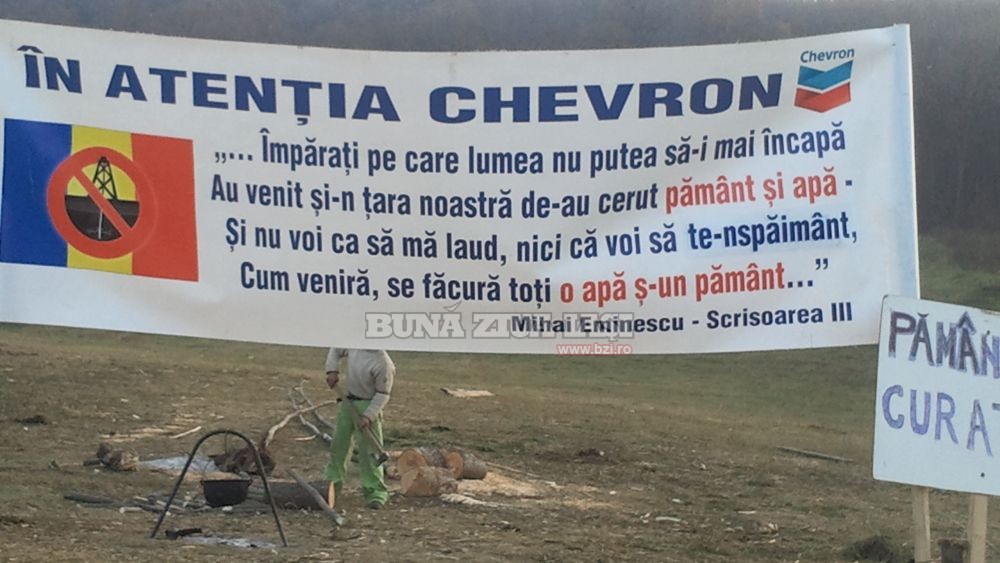 ÎN ATENȚIA CHEVRON
Chevron
„... Împărați pe care lumea nu putea să-i mai încapă
Au venit și-n țara noastră de-au cerut pământ și apă -
Și nu voi ca să mă laud, nici că voi să te-nspăimânt,
Cum veniră, se făcură toți o apă ș-un pământ...”
Mihai Eminescu - Scrisoarea III
BUNĂ ZIUA IAȘI
www.bzi.ro
PĂMÂN
CURAT